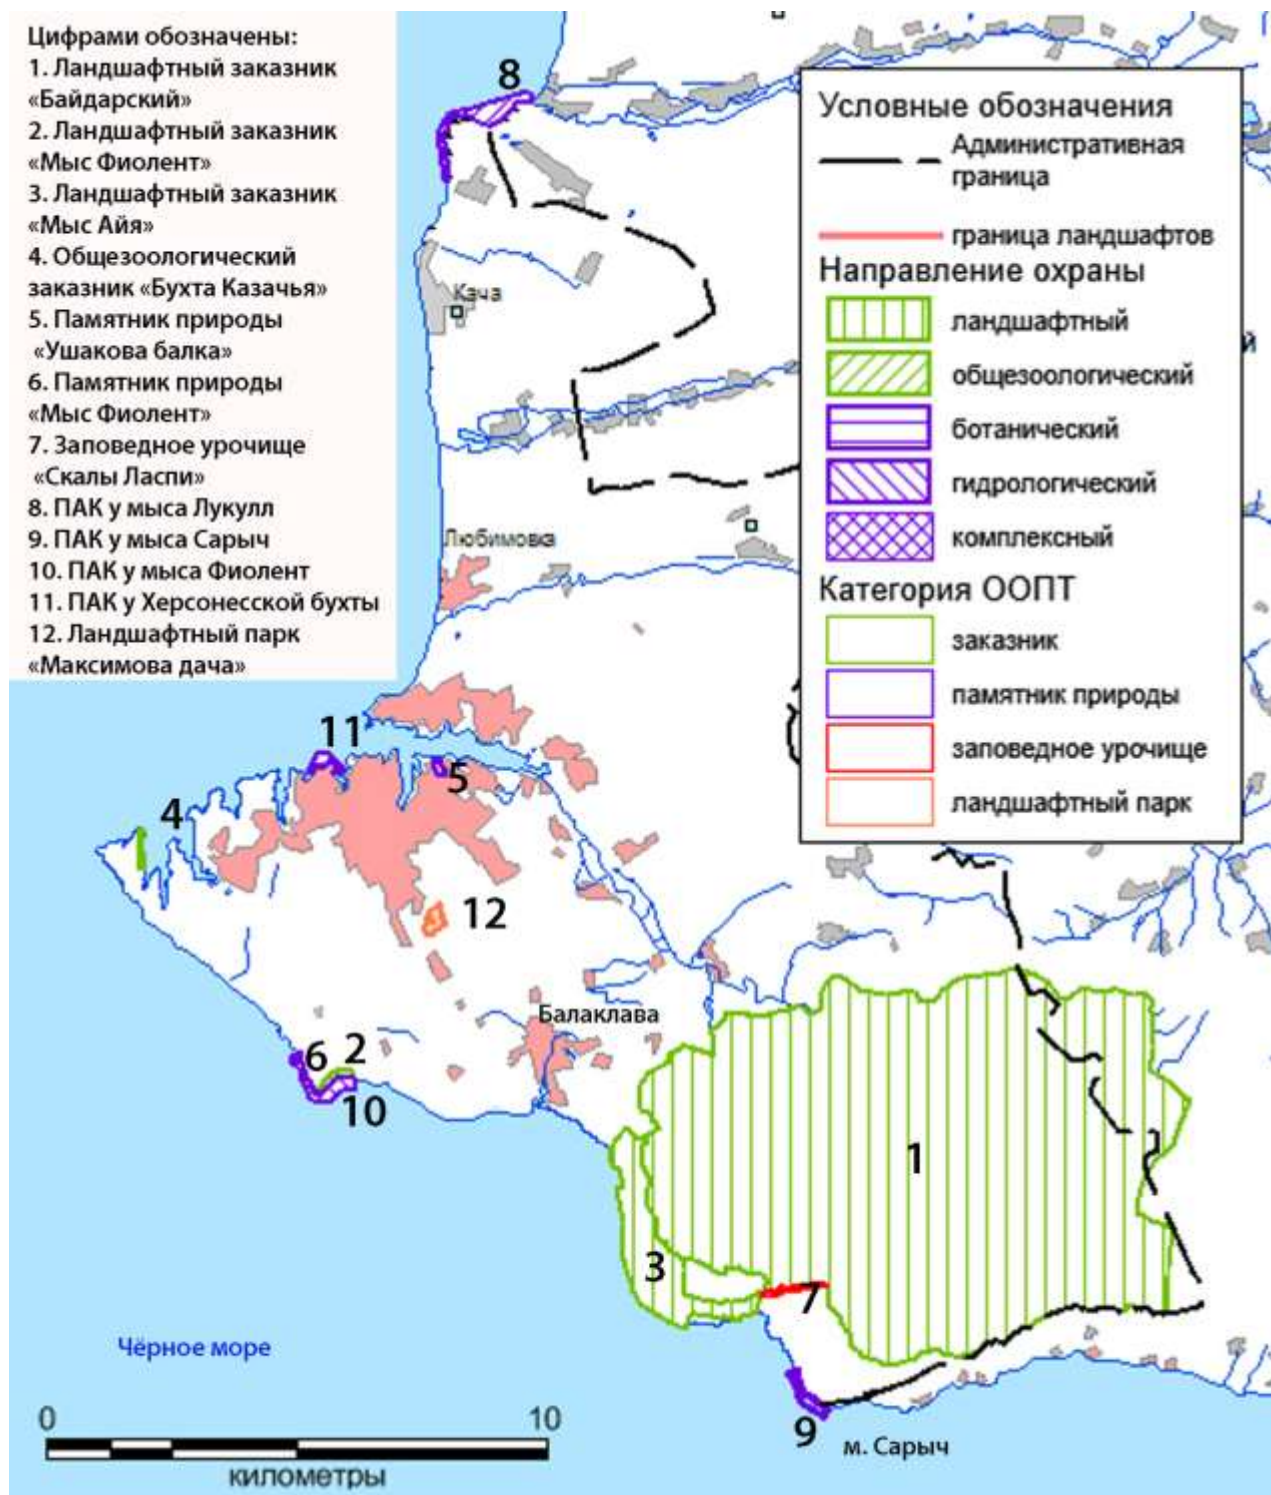 Цифрами обозначены:
1. Ландшафтный заказник
«Байдарский»
2. Ландшафтный заказник
«Мыс Фиолент»
3. Ландшафтный заказник
«Мыс Айя»
4. Общезоологический
заказник «Бухта Казачья»
5. Памятник природы
«Ушакова балка»
6. Памятник природы
«Мыс Фиолент»
7. Заповедное урочище
«Скалы Ласпи»
8. ПАК у мыса Лукулл
9. ПАК у мыса Сарыч
10. ПАК у мыса Фиолент
11. ПАК у Херсонесской бухты
12. Ландшафтный парк
«Максимова дача»
Условные обозначения
Административная
граница
граница ландшафтов
Направление охраны
ландшафтный
общезоологический
ботанический
гидрологический
комплексный
Категория ООПТ
заказник
памятник природы
заповедное урочище
ландшафтный парк
й
8
Кача
Любимовка
11
5
4
12
Балаклава
6
2
10
1
3
7
9
м. Сарыч
Чёрное море
0
10
километры